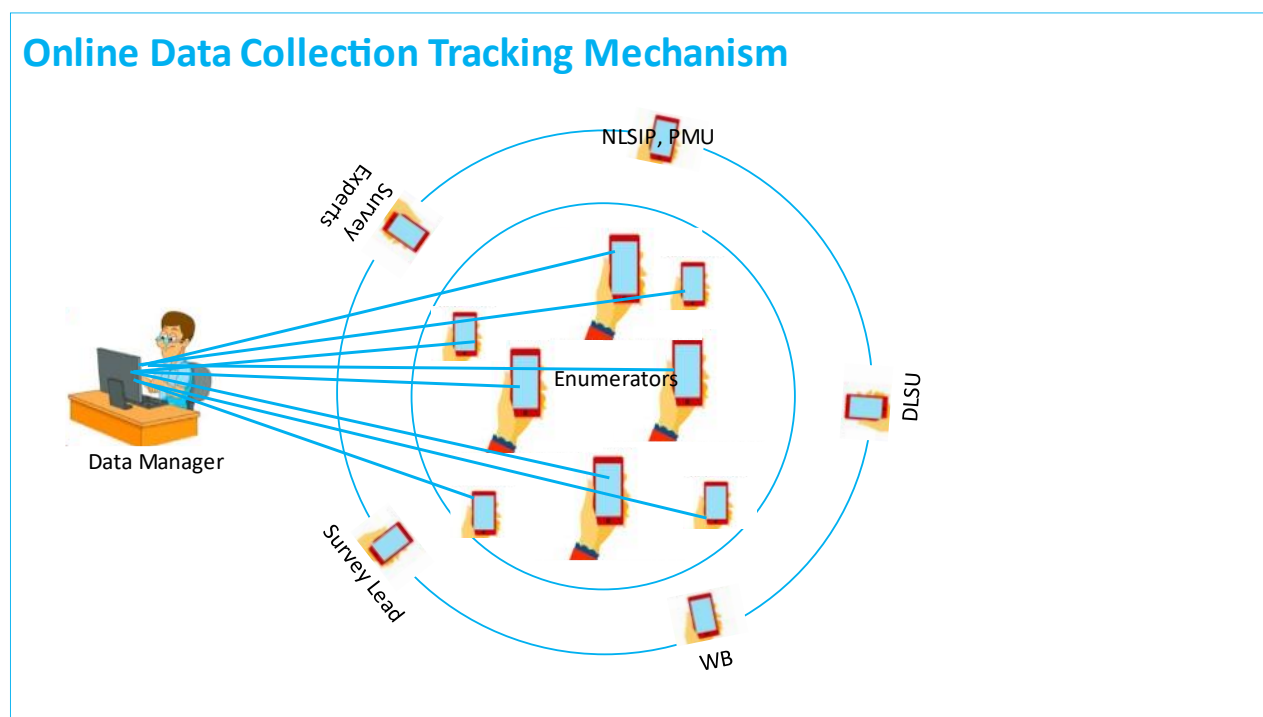 Online Data Collection Tracking Mechanism
NLSIP, PMU
Survey
Experts
Enumerators
DLSU
Data Manager
Survey Lead
WB